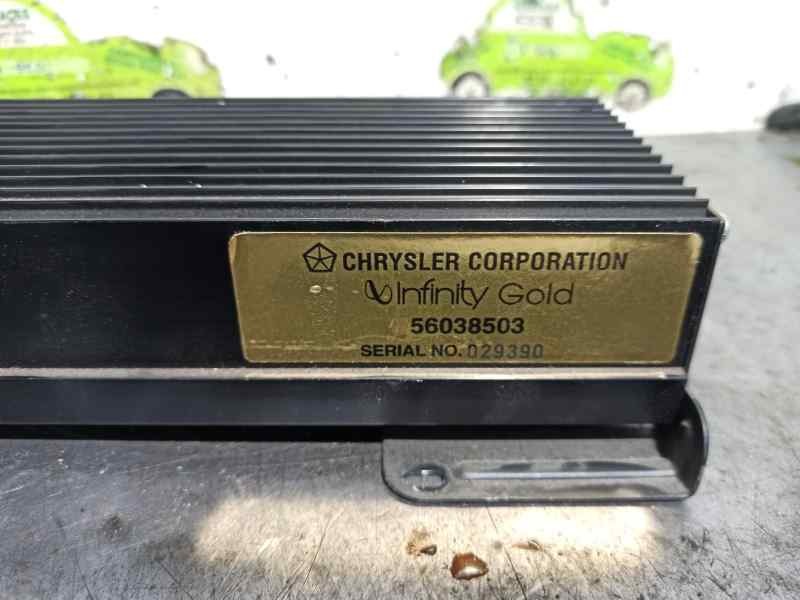 CHRYSLER CORPORATION
Infinity Gold
56038503
SERIAL NO. 029390